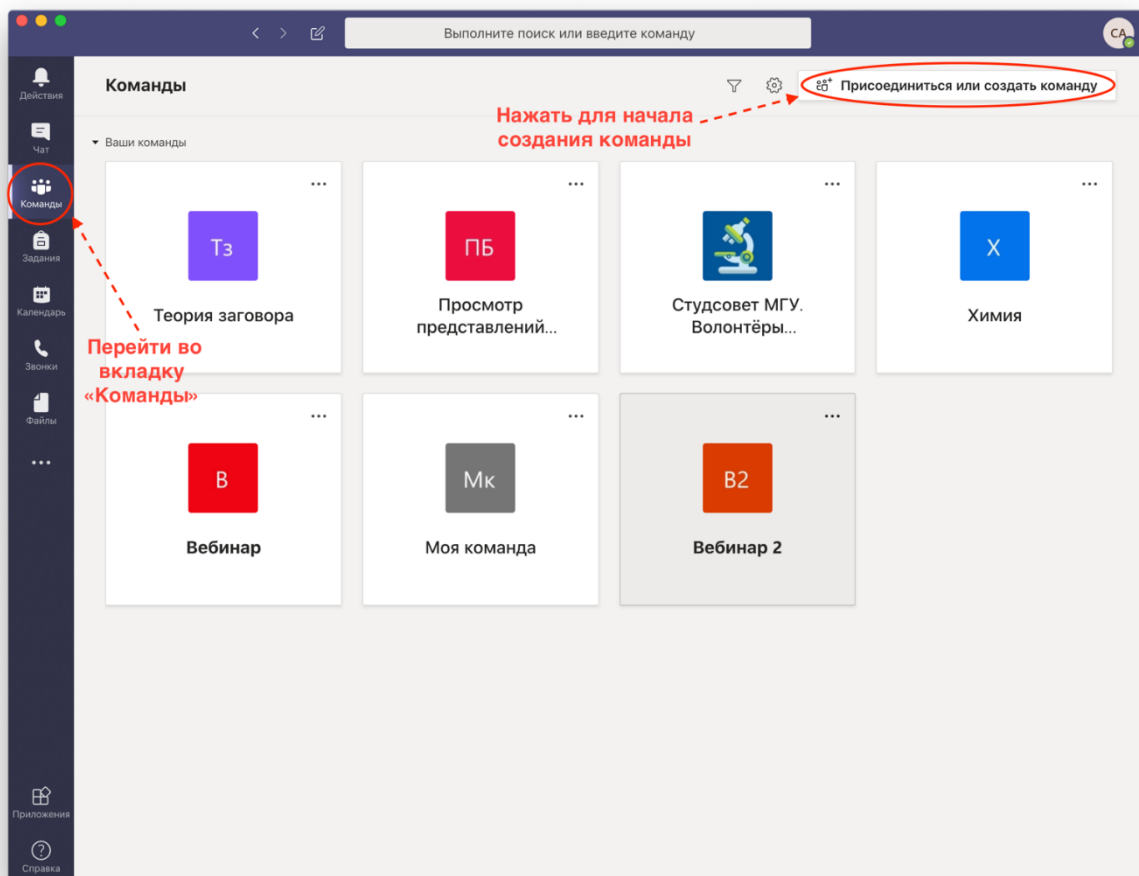 Выполните поиск или введите команду
СА
Действия
Чат
Команды
Задания
Календарь
Звонки
Файлы
Приложения
Справка
Команды
Присоединиться или создать команду
Нажать для начала
создания команды
Ваши команды
Тз
Теория заговора
ПБ
Просмотр
представлений...
Студсовет МГУ.
Волонтёры...
Х
Химия
Перейти во
вкладку
«Команды»
В
Вебинар
Мк
Моя команда
В2
Вебинар 2